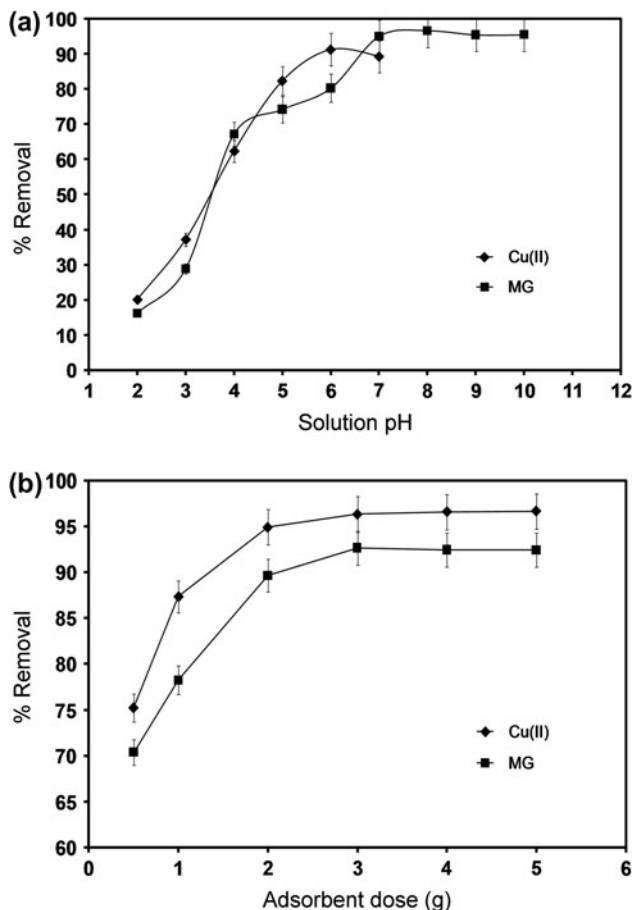 (a)
100
90
80
70
60
50
40
30
20
10
0
% Removal
Cu(II)
MG
1 2 3 4 5 6 7 8 9 10 11 12
Solution pH
(b)
100
95
90
85
80
75
70
65
60
% Removal
Cu(II)
MG
0 1 2 3 4 5 6
Adsorbent dose (g)